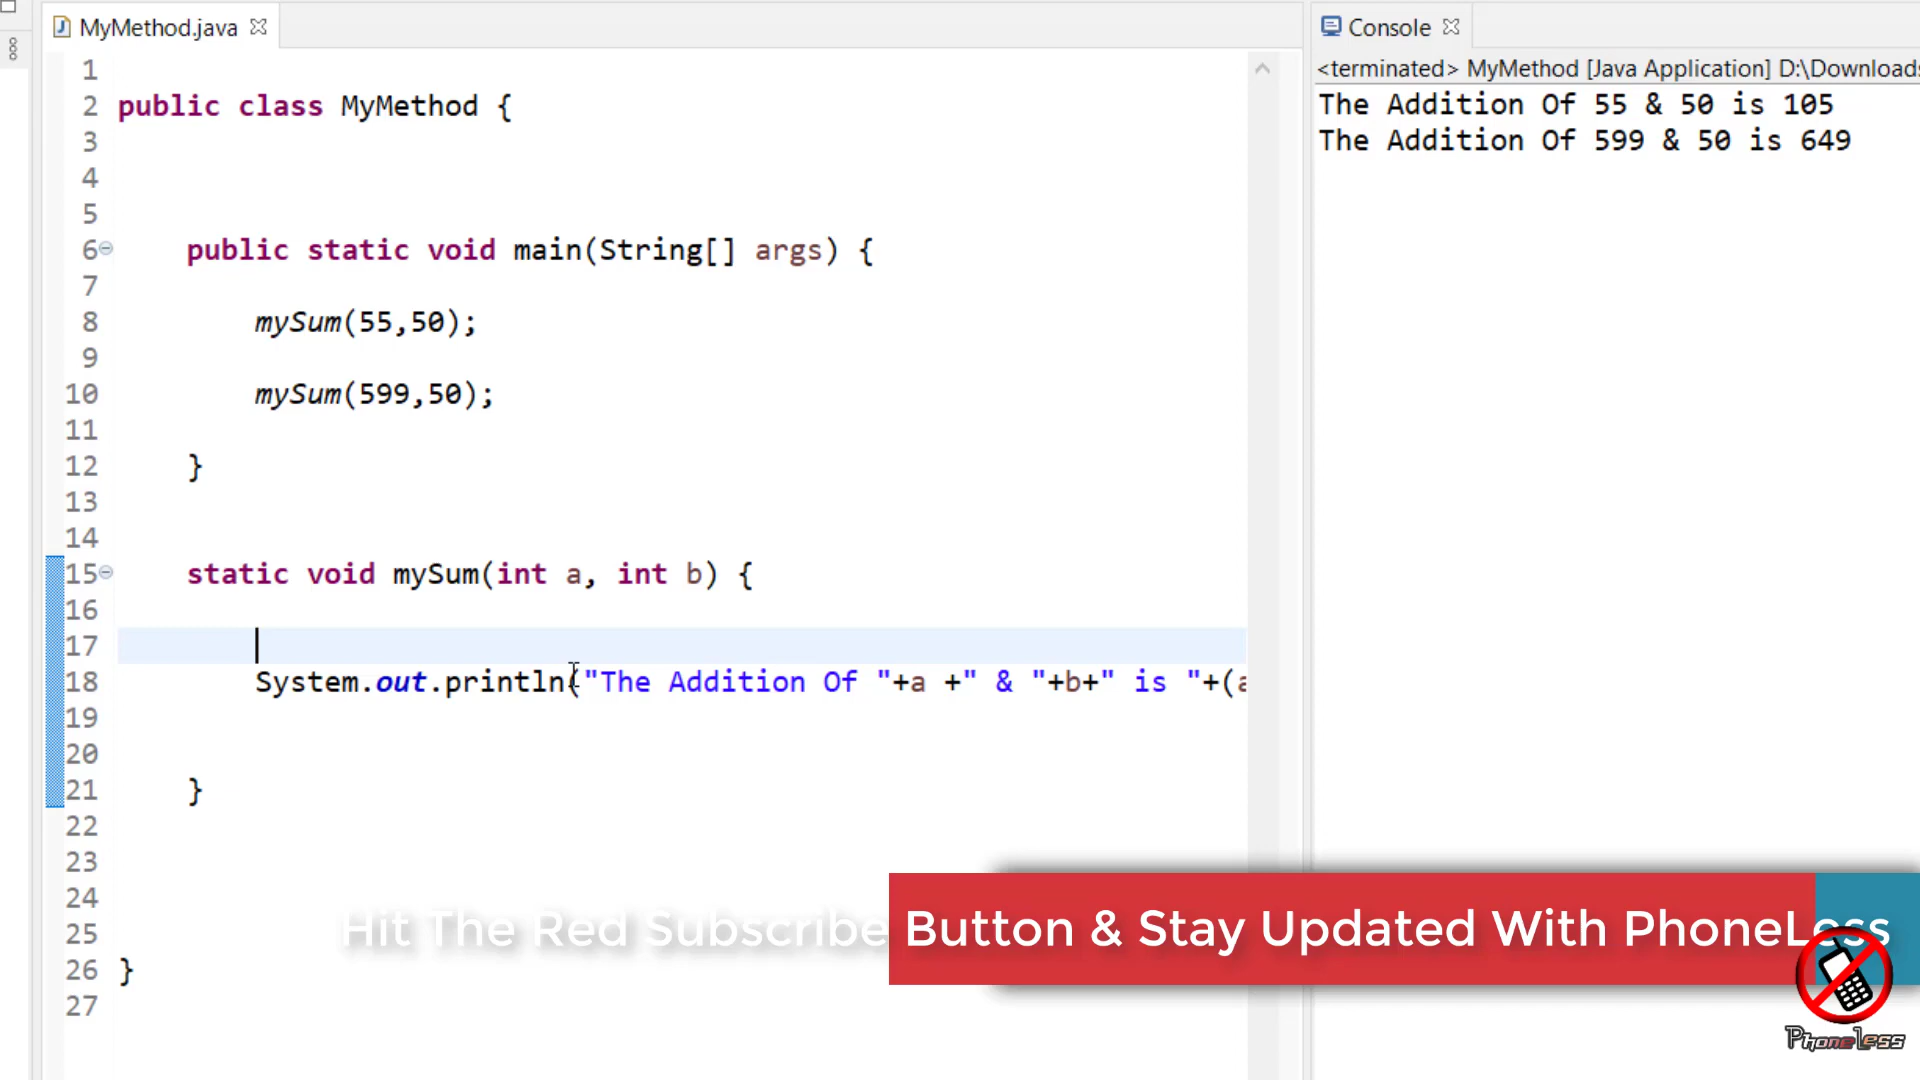 MyMethod.java
1
2 public class MyMethod {
3
4
5
6 public static void main(String[] args) {
7
8 mySum(55,50);
9
10 mySum(599,50);
11
12 }
13
14
15 static void mySum(int a, int b) {
16
17
18 System.out.println("The Addition Of "+a +" & "+b+" is "+(a
19
20
21 }
22
23
24
25
26 }
27
Console
<terminated> MyMethod [Java Application] D:\Downloads
The Addition Of 55 & 50 is 105
The Addition Of 599 & 50 is 649
Hit The Red Subscribe Button & Stay Updated With PhoneLess
PhoneLess